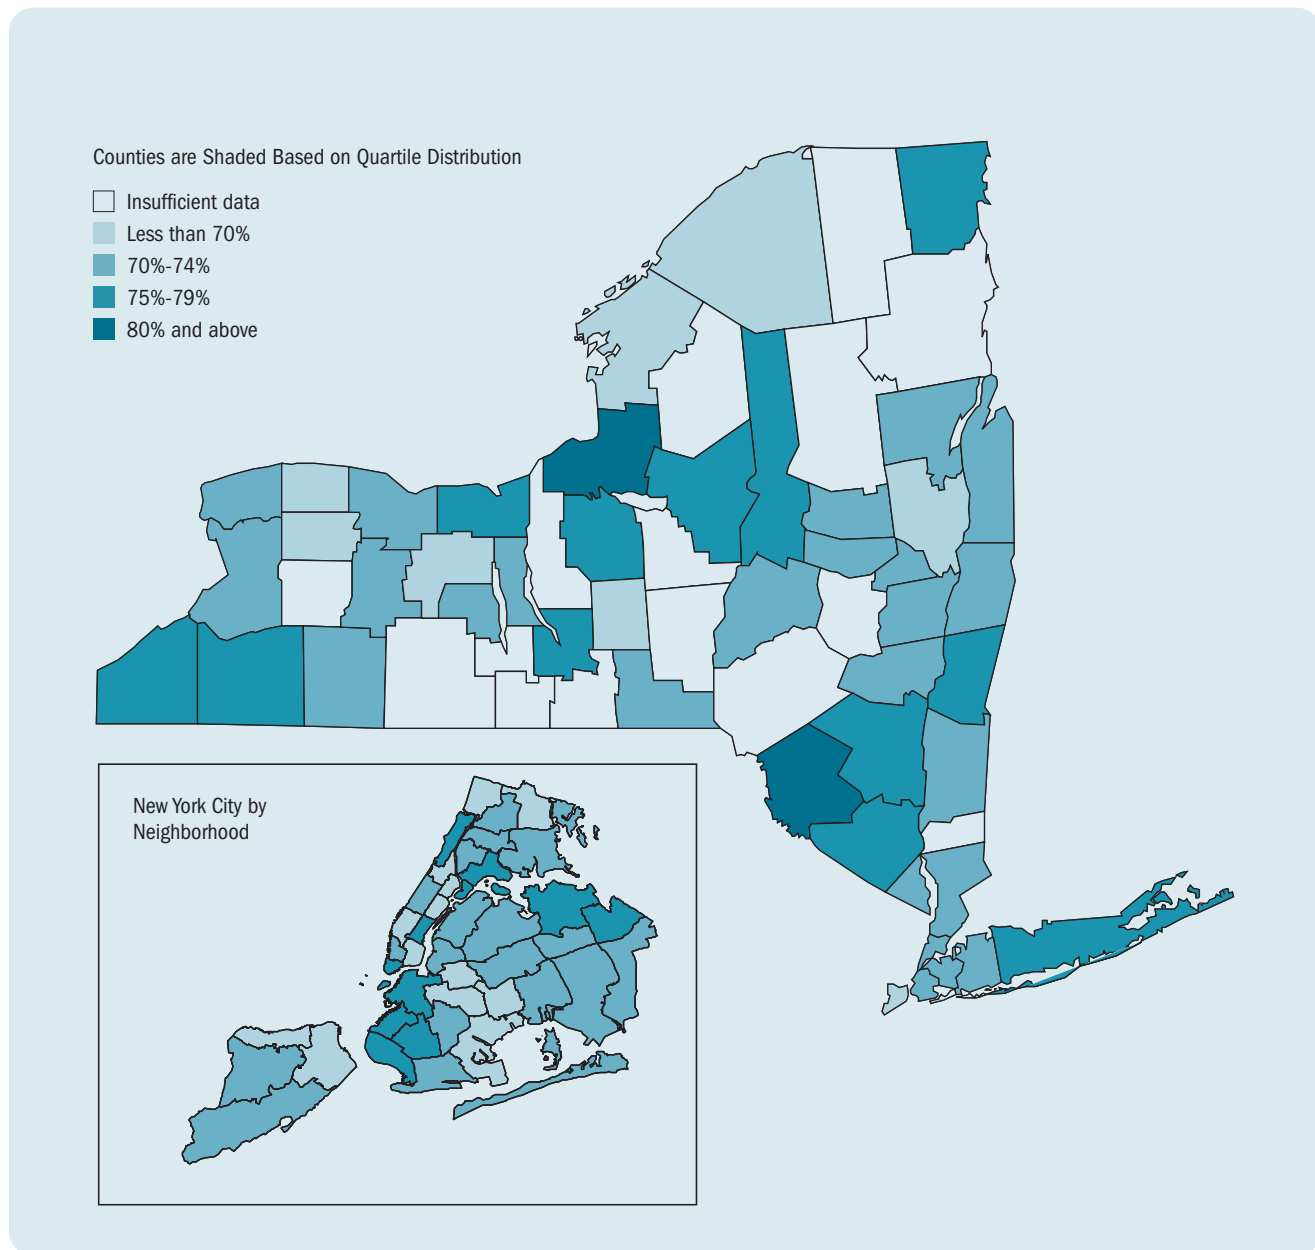 Counties are Shaded Based on Quartile Distribution
Insufficient data
Less than 70%
70%-74%
75%-79%
80% and above
New York City by
Neighborhood